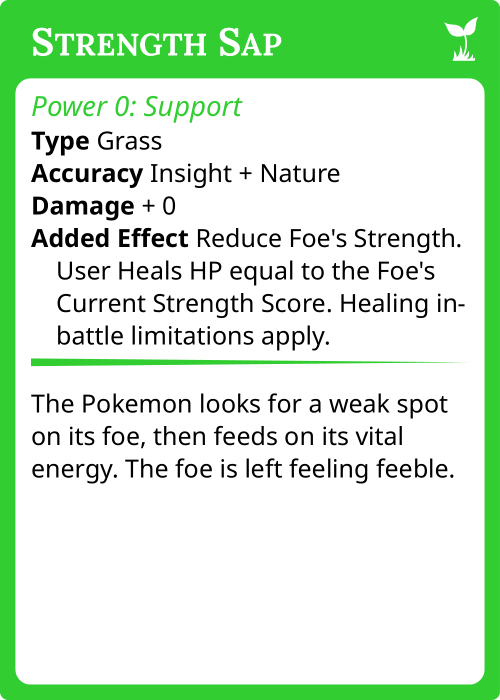 Strength Sap
Power 0: Support
Type Grass
Accuracy Insight + Nature
Damage + 0
Added Effect Reduce Foe's Strength.
User Heals HP equal to the Foe's
Current Strength Score. Healing in-
battle limitations apply.
The Pokemon looks for a weak spot
on its foe, then feeds on its vital
energy. The foe is left feeling feeble.